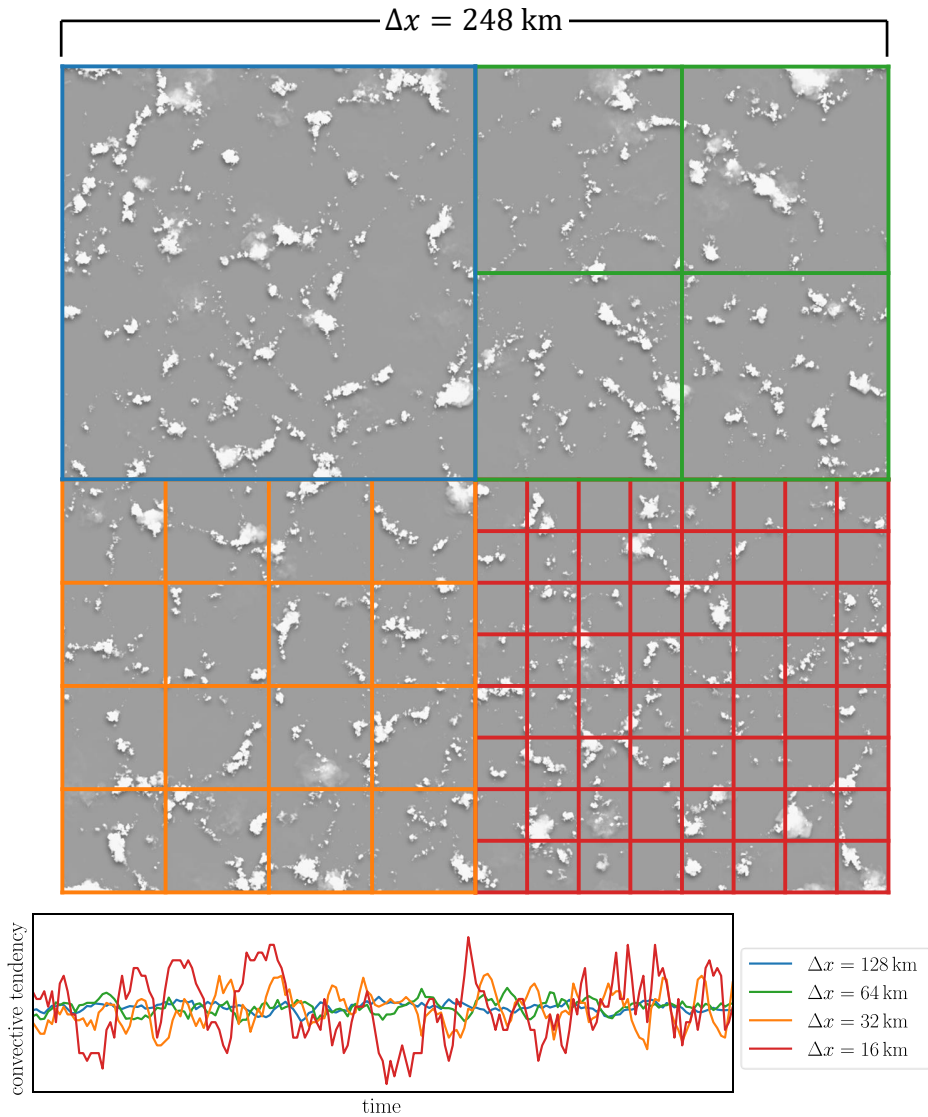 Δx = 248 km
convective tendency
time
Δx = 128 km
Δx = 64 km
Δx = 32 km
Δx = 16 km